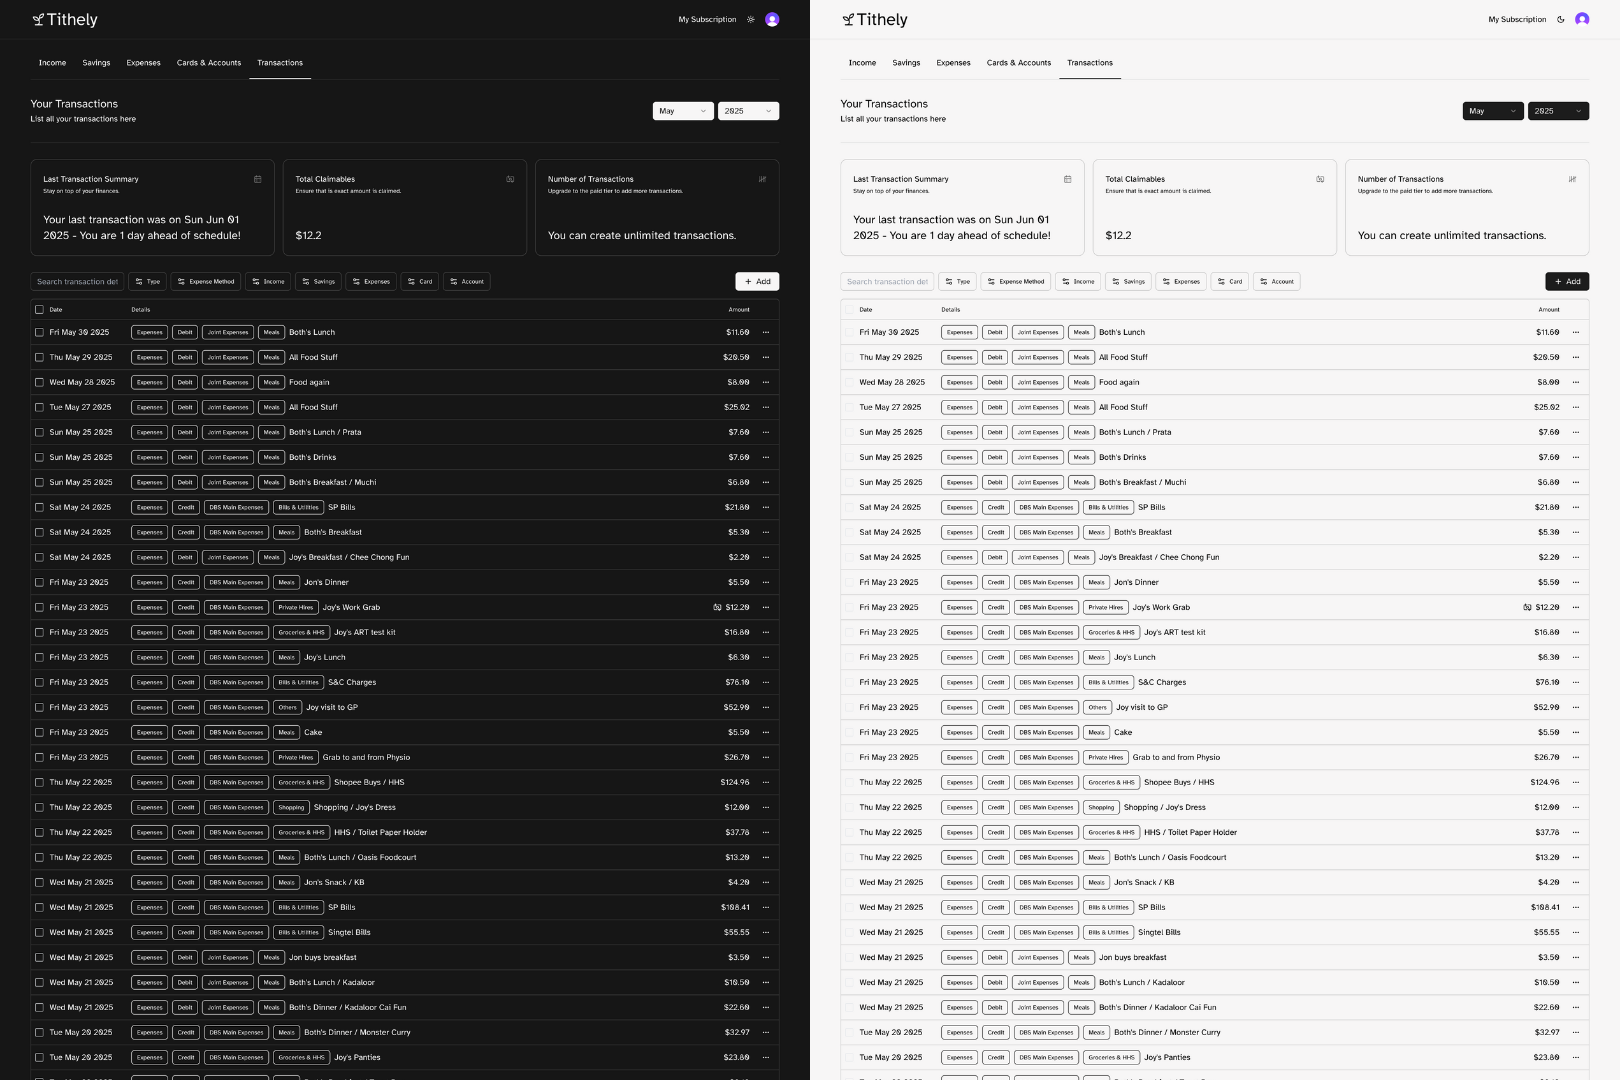 Tithely
My Subscription
Income Savings Expenses Cards & Accounts Transactions
Your Transactions
List all your transactions here
May 2025
Last Transaction Summary
Stay on top of your finances.
Your last transaction was on Sun Jun 01
2025 - You are 1 day ahead of schedule!
Total Claimables
Ensure that is exact amount is claimed.
$12.2
Number of Transactions
Upgrade to the paid tier to add more transactions.
You can create unlimited transactions.
Search transaction det Type Expense Method Income Savings Expenses Card Account + Add
Date Details Amount
Fri May 30 2025 Expenses Debit Joint Expenses Meals Both's Lunch $11.60 ...
Thu May 29 2025 Expenses Debit Joint Expenses Meals All Food Stuff $20.50 ...
Wed May 28 2025 Expenses Debit Joint Expenses Meals Food again $8.00 ...
Tue May 27 2025 Expenses Debit Joint Expenses Meals All Food Stuff $25.02 ...
Sun May 25 2025 Expenses Debit Joint Expenses Meals Both's Lunch / Prata $7.60 ...
Sun May 25 2025 Expenses Debit Joint Expenses Meals Both's Drinks $7.60 ...
Sun May 25 2025 Expenses Debit Joint Expenses Meals Both's Breakfast / Muchi $6.80 ...
Sat May 24 2025 Expenses Credit DBS Main Expenses Bills & Utilities SP Bills $21.80 ...
Sat May 24 2025 Expenses Credit DBS Main Expenses Meals Both's Breakfast $5.30 ...
Sat May 24 2025 Expenses Debit Joint Expenses Meals Joy's Breakfast / Chee Chong Fun $2.20 ...
Fri May 23 2025 Expenses Credit DBS Main Expenses Meals Jon's Dinner $5.50 ...
Fri May 23 2025 Expenses Credit DBS Main Expenses Private Hires Joy's Work Grab $12.20 ...
Fri May 23 2025 Expenses Credit DBS Main Expenses Groceries & HHS Joy's ART test kit $16.80 ...
Fri May 23 2025 Expenses Credit DBS Main Expenses Meals Joy's Lunch $6.30 ...
Fri May 23 2025 Expenses Credit DBS Main Expenses Bills & Utilities S&C Charges $76.10 ...
Fri May 23 2025 Expenses Credit DBS Main Expenses Others Joy visit to GP $52.90 ...
Fri May 23 2025 Expenses Credit DBS Main Expenses Meals Cake $5.50 ...
Fri May 23 2025 Expenses Credit DBS Main Expenses Private Hires Grab to and from Physio $26.70 ...
Thu May 22 2025 Expenses Credit DBS Main Expenses Groceries & HHS Shopee Buys / HHS $124.96 ...
Thu May 22 2025 Expenses Credit DBS Main Expenses Shopping Shopping / Joy's Dress $12.00 ...
Thu May 22 2025 Expenses Credit DBS Main Expenses Groceries & HHS HHS / Toilet Paper Holder $37.78 ...
Thu May 22 2025 Expenses Credit DBS Main Expenses Meals Both's Lunch / Oasis Foodcourt $13.20 ...
Wed May 21 2025 Expenses Credit DBS Main Expenses Meals Jon's Snack / KB $4.20 ...
Wed May 21 2025 Expenses Credit DBS Main Expenses Bills & Utilities SP Bills $108.41 ...
Wed May 21 2025 Expenses Credit DBS Main Expenses Bills & Utilities Singtel Bills $55.55 ...
Wed May 21 2025 Expenses Debit Joint Expenses Meals Jon buys breakfast $3.50 ...
Wed May 21 2025 Expenses Debit Joint Expenses Meals Both's Lunch / Kadaloor $10.50 ...
Wed May 21 2025 Expenses Debit Joint Expenses Meals Both's Dinner / Kadaloor Cai Fun $22.60 ...
Tue May 20 2025 Expenses Credit DBS Main Expenses Meals Both's Dinner / Monster Curry $32.97 ...
Tue May 20 2025 Expenses Credit DBS Main Expenses Groceries & HHS Joy's Panties $23.80 ...
Tithely
My Subscription
Income Savings Expenses Cards & Accounts Transactions
Your Transactions
List all your transactions here
May 2025
Last Transaction Summary
Stay on top of your finances.
Your last transaction was on Sun Jun 01
2025 - You are 1 day ahead of schedule!
Total Claimables
Ensure that is exact amount is claimed.
$12.2
Number of Transactions
Upgrade to the paid tier to add more transactions.
You can create unlimited transactions.
Search transaction det Type Expense Method Income Savings Expenses Card Account + Add
Date Details Amount
Fri May 30 2025 Expenses Debit Joint Expenses Meals Both's Lunch $11.60 ...
Thu May 29 2025 Expenses Debit Joint Expenses Meals All Food Stuff $20.50 ...
Wed May 28 2025 Expenses Debit Joint Expenses Meals Food again $8.00 ...
Tue May 27 2025 Expenses Debit Joint Expenses Meals All Food Stuff $25.02 ...
Sun May 25 2025 Expenses Debit Joint Expenses Meals Both's Lunch / Prata $7.60 ...
Sun May 25 2025 Expenses Debit Joint Expenses Meals Both's Drinks $7.60 ...
Sun May 25 2025 Expenses Debit Joint Expenses Meals Both's Breakfast / Muchi $6.80 ...
Sat May 24 2025 Expenses Credit DBS Main Expenses Bills & Utilities SP Bills $21.80 ...
Sat May 24 2025 Expenses Credit DBS Main Expenses Meals Both's Breakfast $5.30 ...
Sat May 24 2025 Expenses Debit Joint Expenses Meals Joy's Breakfast / Chee Chong Fun $2.20 ...
Fri May 23 2025 Expenses Credit DBS Main Expenses Meals Jon's Dinner $5.50 ...
Fri May 23 2025 Expenses Credit DBS Main Expenses Private Hires Joy's Work Grab $12.20 ...
Fri May 23 2025 Expenses Credit DBS Main Expenses Groceries & HHS Joy's ART test kit $16.80 ...
Fri May 23 2025 Expenses Credit DBS Main Expenses Meals Joy's Lunch $6.30 ...
Fri May 23 2025 Expenses Credit DBS Main Expenses Bills & Utilities S&C Charges $76.10 ...
Fri May 23 2025 Expenses Credit DBS Main Expenses Others Joy visit to GP $52.90 ...
Fri May 23 2025 Expenses Credit DBS Main Expenses Meals Cake $5.50 ...
Fri May 23 2025 Expenses Credit DBS Main Expenses Private Hires Grab to and from Physio $26.70 ...
Thu May 22 2025 Expenses Credit DBS Main Expenses Groceries & HHS Shopee Buys / HHS $124.96 ...
Thu May 22 2025 Expenses Credit DBS Main Expenses Shopping Shopping / Joy's Dress $12.00 ...
Thu May 22 2025 Expenses Credit DBS Main Expenses Groceries & HHS HHS / Toilet Paper Holder $37.78 ...
Thu May 22 2025 Expenses Credit DBS Main Expenses Meals Both's Lunch / Oasis Foodcourt $13.20 ...
Wed May 21 2025 Expenses Credit DBS Main Expenses Meals Jon's Snack / KB $4.20 ...
Wed May 21 2025 Expenses Credit DBS Main Expenses Bills & Utilities SP Bills $108.41 ...
Wed May 21 2025 Expenses Credit DBS Main Expenses Bills & Utilities Singtel Bills $55.55 ...
Wed May 21 2025 Expenses Debit Joint Expenses Meals Jon buys breakfast $3.50 ...
Wed May 21 2025 Expenses Debit Joint Expenses Meals Both's Lunch / Kadaloor $10.50 ...
Wed May 21 2025 Expenses Debit Joint Expenses Meals Both's Dinner / Kadaloor Cai Fun $22.60 ...
Tue May 20 2025 Expenses Credit DBS Main Expenses Meals Both's Dinner / Monster Curry $32.97 ...
Tue May 20 2025 Expenses Credit DBS Main Expenses Groceries & HHS Joy's Panties $23.80 ...